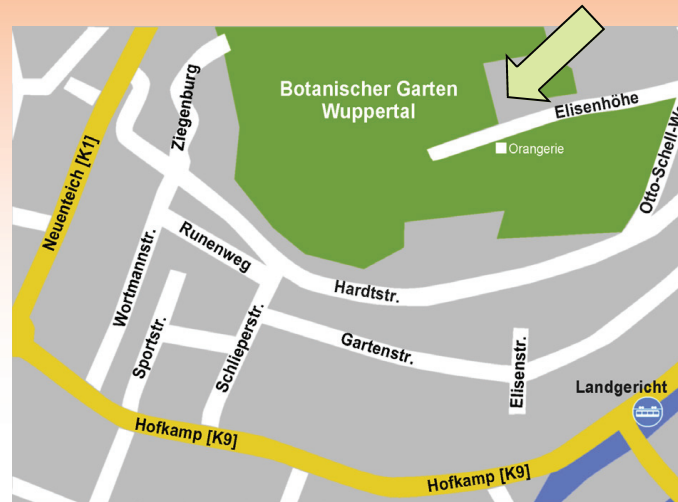 Botanischer Garten
Wuppertal
Elisenhöhe
Orangerie
Ziegenburg
Otto-Schell-W
Neuenteich [K1]
Runenweg
Wortmannstr.
Hardtstr.
Sportstr.
Schlieperstr.
Gartenstr.
Elisenstr.
Landgericht
Hofkamp [K9]
Hofkamp [K9]